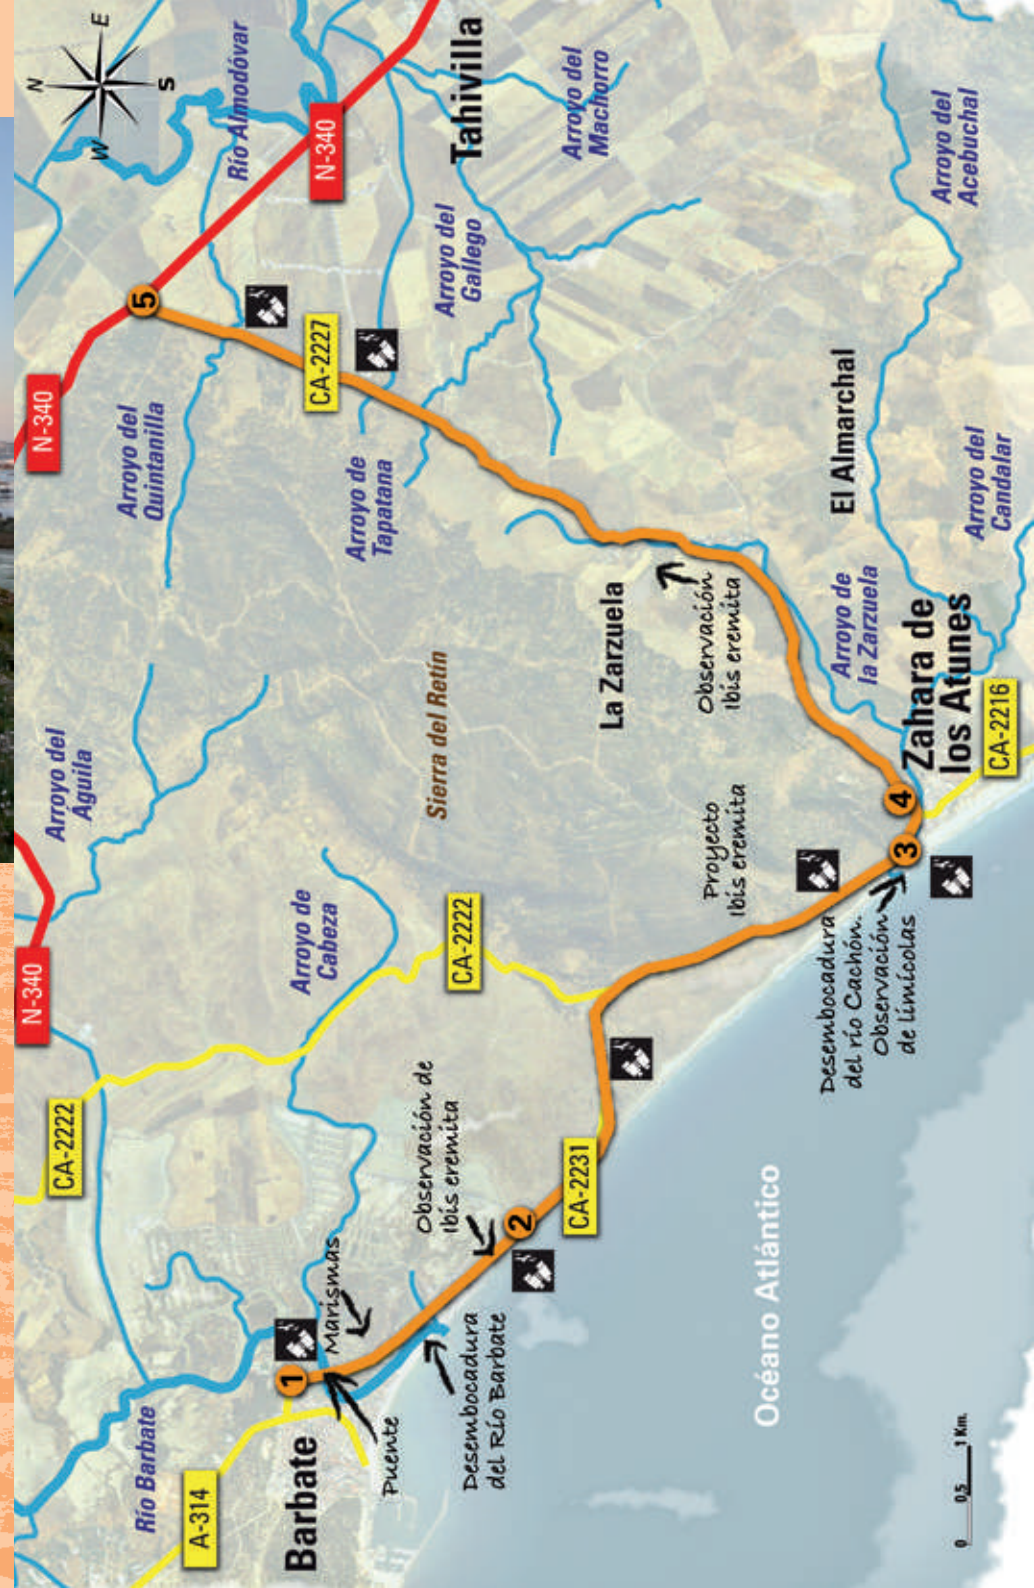 N
E
S
W
N-340
N-340
N-340
Río Almodóvar
Tahivilla
Arroyo del
Machorro
Arroyo del
Acebuchal
Arroyo del
Gallego
5
CA-2227
Arroyo del
Quintanilla
Arroyo de
Tapatana
El Almarchal
Arroyo del
Candalar
Arroyo del
Aguila
Sierra del Retín
La Zarzuela
Observación
Ibis eremita
Arroyo de
la Zarzuela
Zahara de
los Atunes
CA-2216
4
3
Proyecto
Ibis eremita
Desembocadura
del río Cachón.
Observación
de limícolas
Arroyo de
Cabeza
CA-2222
CA-2222
Observación de
Ibis eremita
CA-2231
2
Marismas
1
Río Barbate
A-314
Barbate
Puente
Desembocadura
del Río Barbate
Océano Atlántico
0 0,5 1 Km.